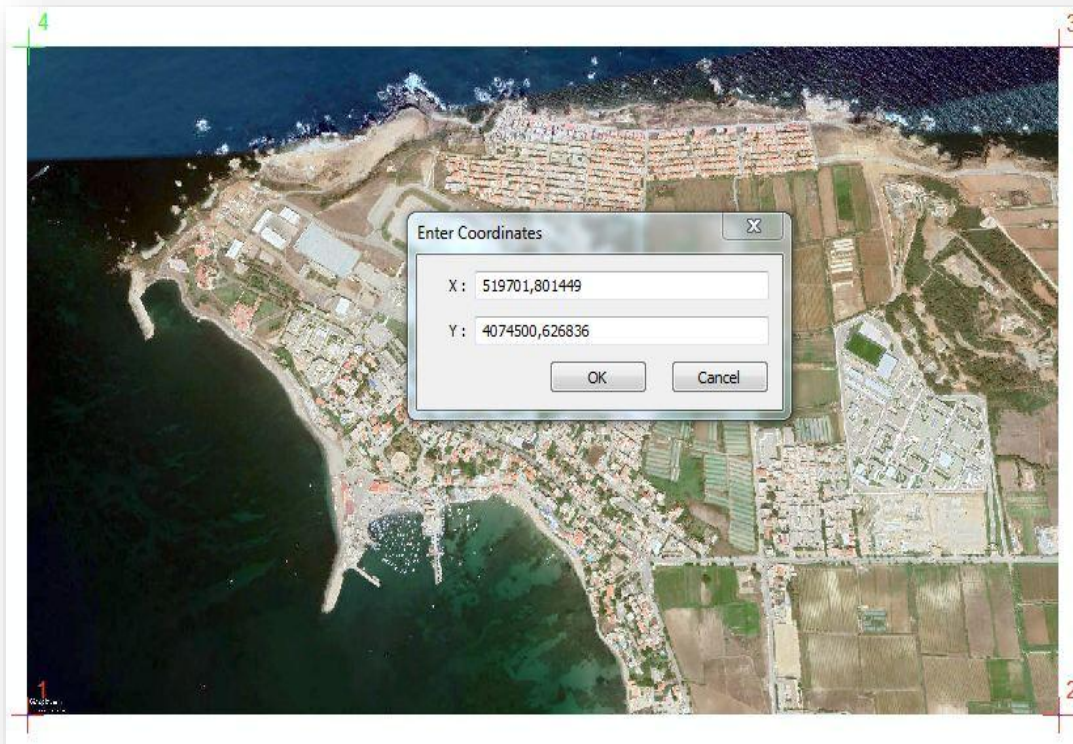 4
3
Enter Coordinates
X
X : 519701,801449
Y : 4074500,626836
OK
Cancel
1
2